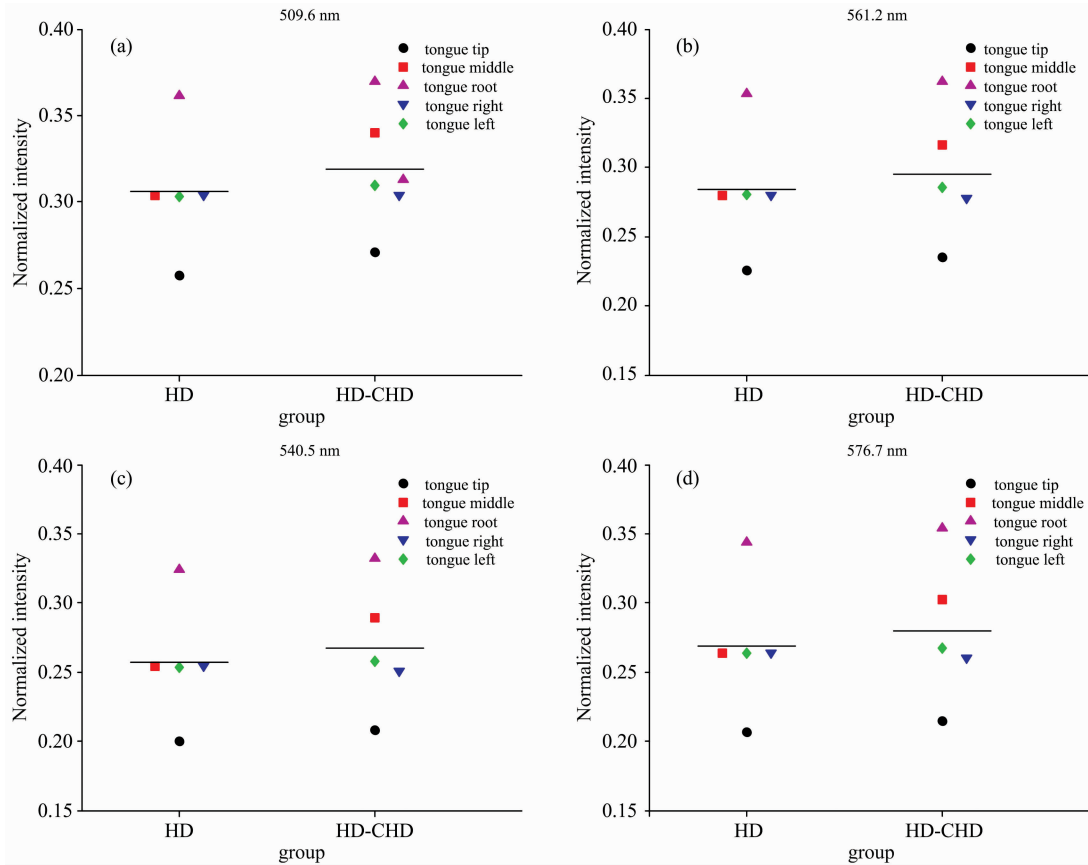 509.6 nm
(a)
tongue tip
tongue middle
tongue root
tongue right
tongue left
Normalized intensity
0.40
0.35
0.30
0.25
0.20
HD
HD-CHD
group
561.2 nm
(b)
tongue tip
tongue middle
tongue root
tongue right
tongue left
Normalized intensity
0.40
0.35
0.30
0.25
0.20
0.15
HD
HD-CHD
group
540.5 nm
(c)
tongue tip
tongue middle
tongue root
tongue right
tongue left
Normalized intensity
0.40
0.35
0.30
0.25
0.20
0.15
HD
HD-CHD
group
576.7 nm
(d)
tongue tip
tongue middle
tongue root
tongue right
tongue left
Normalized intensity
0.40
0.35
0.30
0.25
0.20
0.15
HD
HD-CHD
group